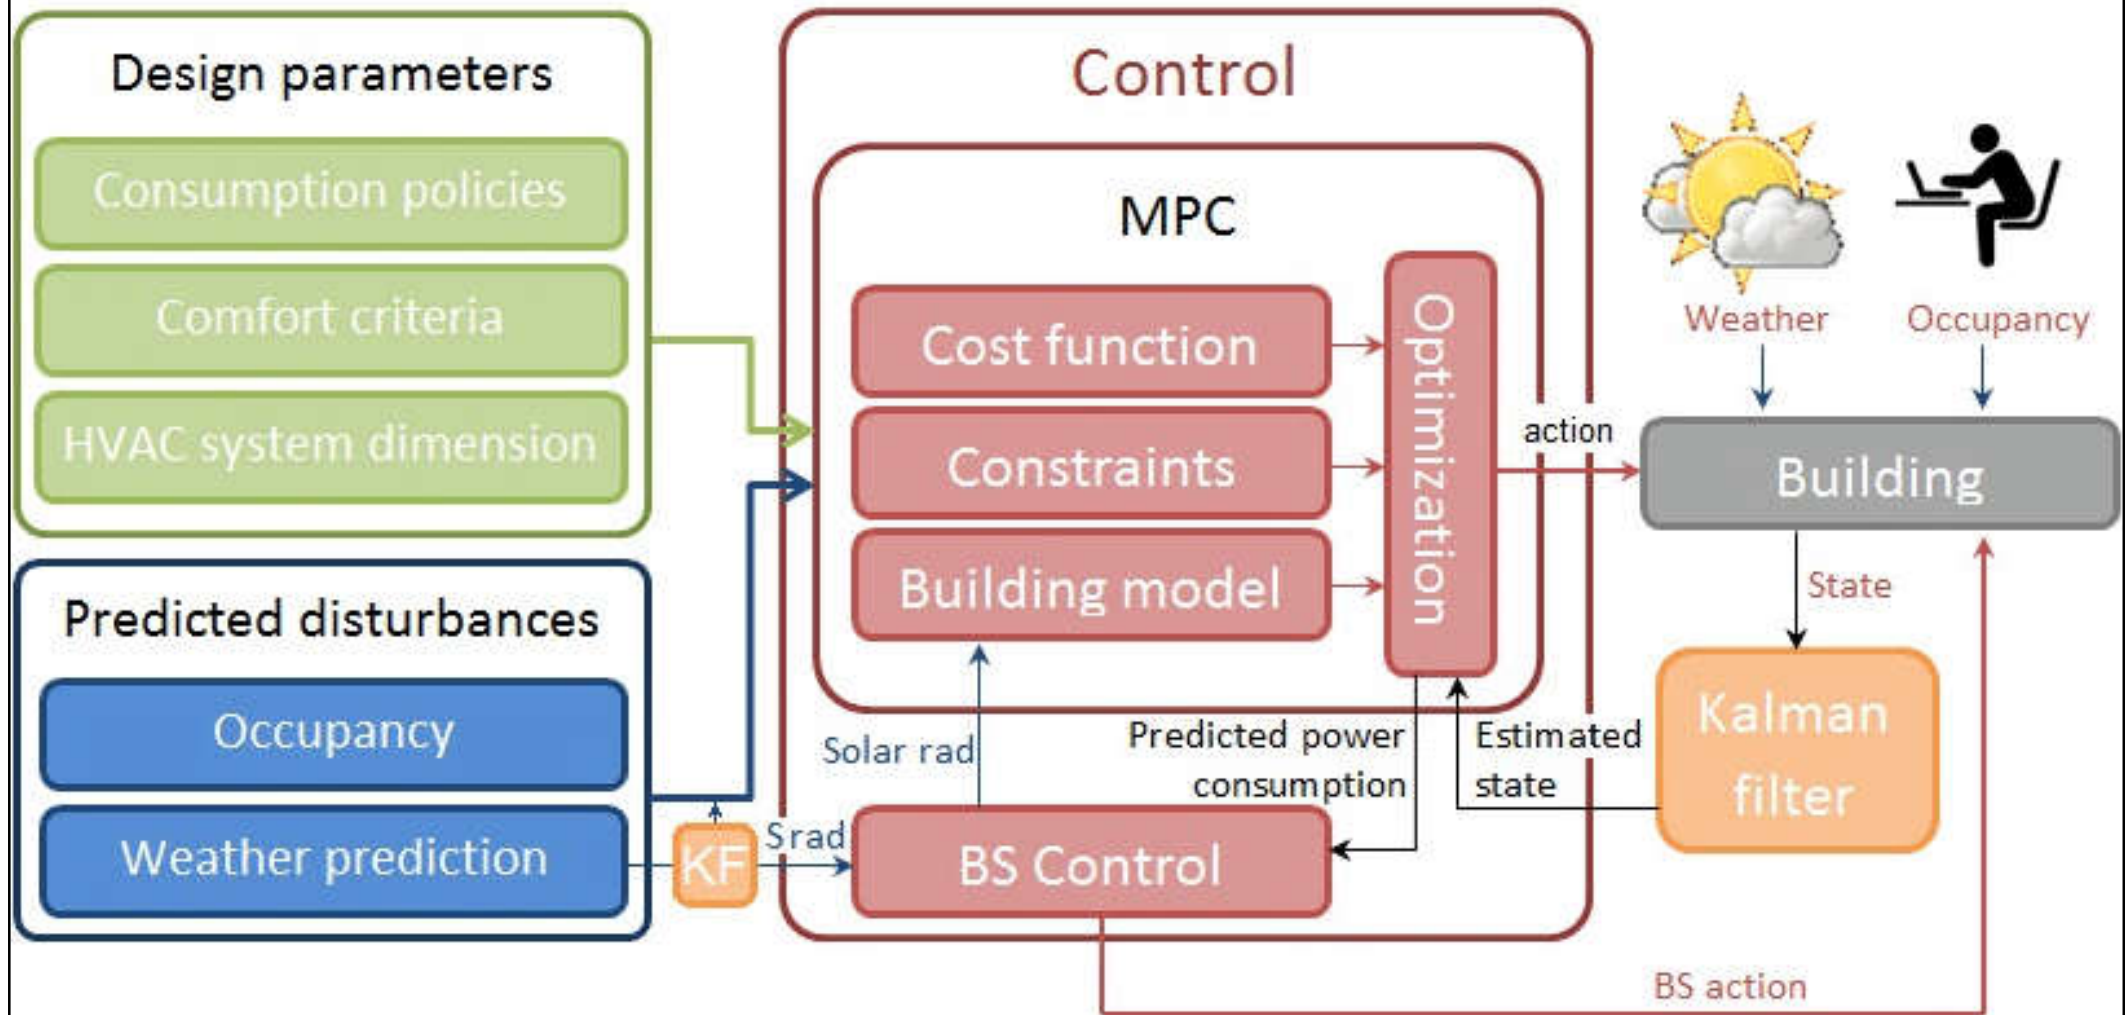 Design parameters
Consumption policies
Comfort criteria
HVAC system dimension
Predicted disturbances
Occupancy
Weather prediction
KF
S rad
Control
MPC
Cost function
Constraints
Building model
Optimization
Solar rad
Predicted power
consumption
Estimated
state
BS Control
action
Weather
Occupancy
Building
State
Kalman
filter
BS action